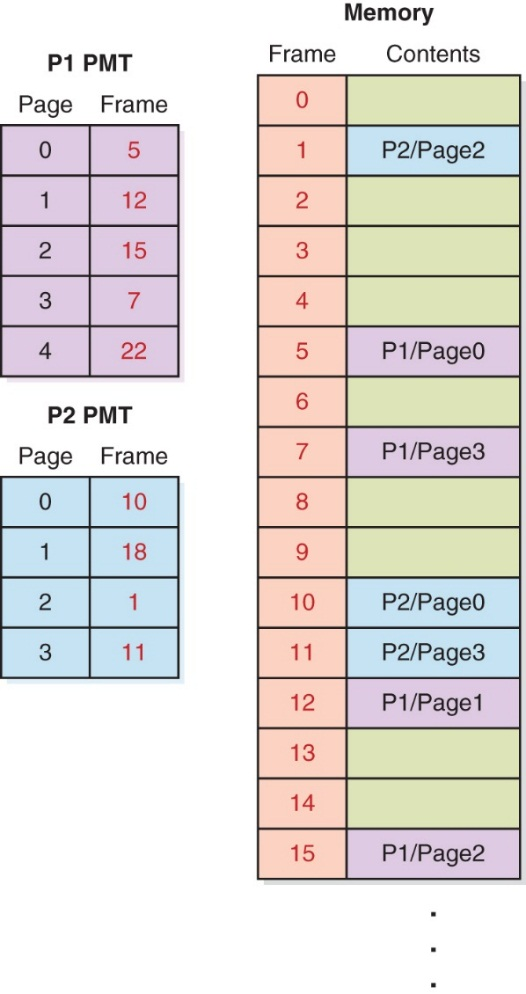 P1 PMT
Page Frame
0 5
1 12
2 15
3 7
4 22
P2 PMT
Page Frame
0 10
1 18
2 1
3 11
Memory
Frame Contents
0
1 P2/Page2
2
3
4
5 P1/Page0
6
7 P1/Page3
8
9
10 P2/Page0
11 P2/Page3
12 P1/Page1
13
14
15 P1/Page2
.
.
.